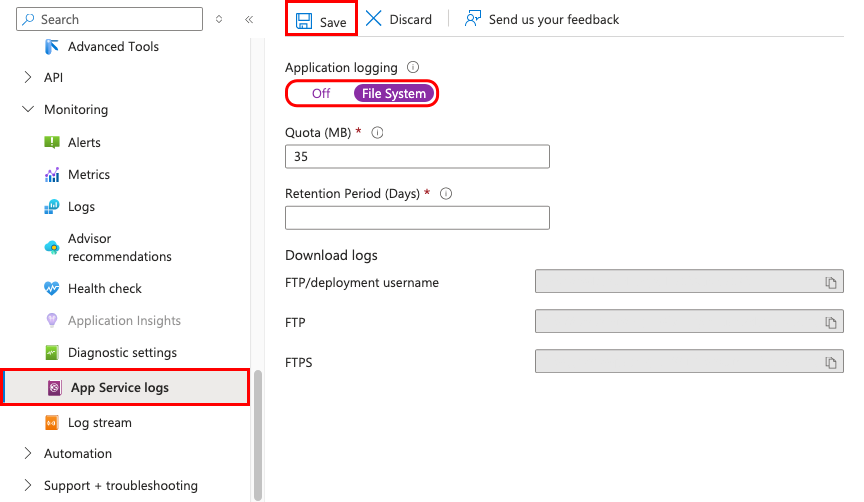 Search
Advanced Tools
API
Monitoring
Alerts
Metrics
Logs
Advisor
recommendations
Health check
Application Insights
Diagnostic settings
App Service logs
Log stream
Automation
Support + troubleshooting
Save
Discard
Send us your feedback
Application logging
Off
File System
Quota (MB) *
35
Retention Period (Days) *
Download logs
FTP/deployment username
FTP
FTPS